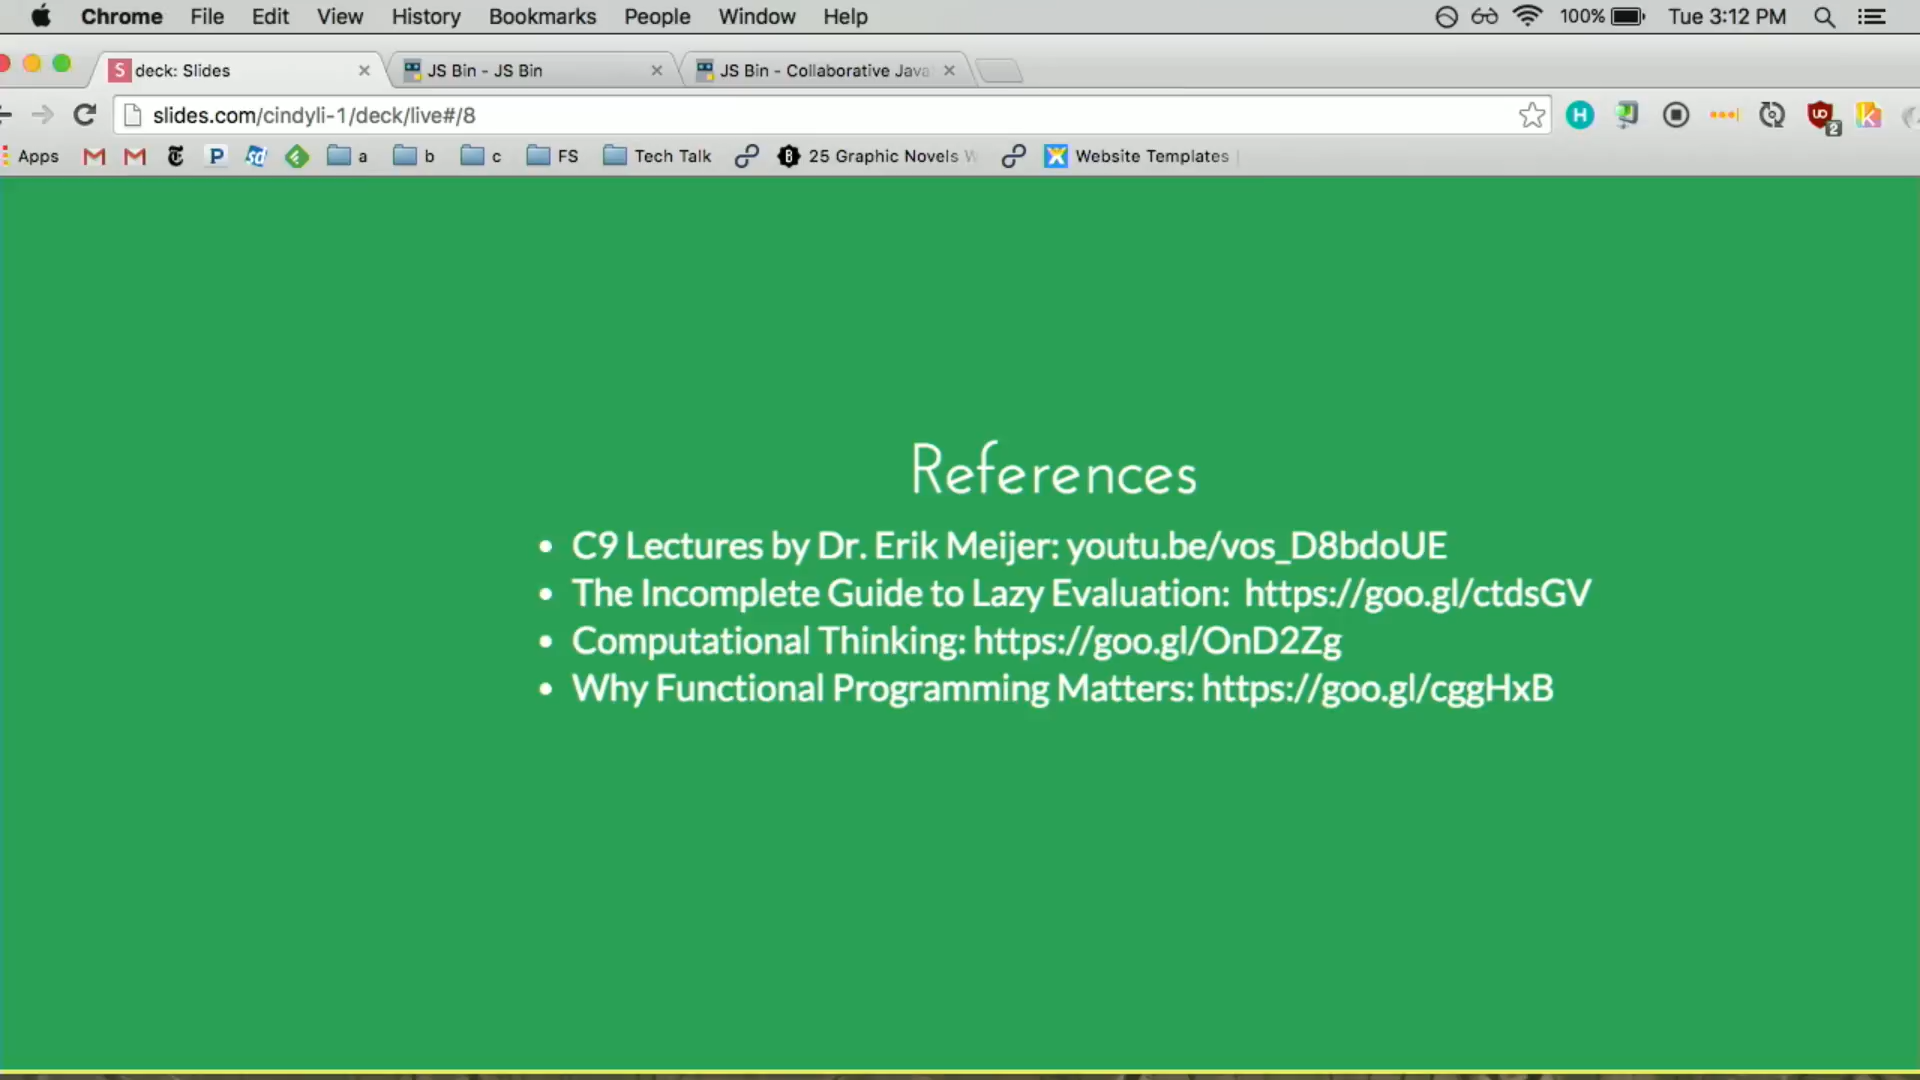 Chrome File Edit View History Bookmarks People Window Help 100% Tue 3:12 PM
S deck: Slides JS Bin - JS Bin JS Bin - Collaborative Java
slides.com/cindyli-1/deck/live#/8
Apps a b c FS Tech Talk 25 Graphic Novels Website Templates
References
• C9 Lectures by Dr. Erik Meijer: youtu.be/vos_D8bdoUE
• The Incomplete Guide to Lazy Evaluation: https://goo.gl/ctdsGV
• Computational Thinking: https://goo.gl/OnD2Zg
• Why Functional Programming Matters: https://goo.gl/cggHxB